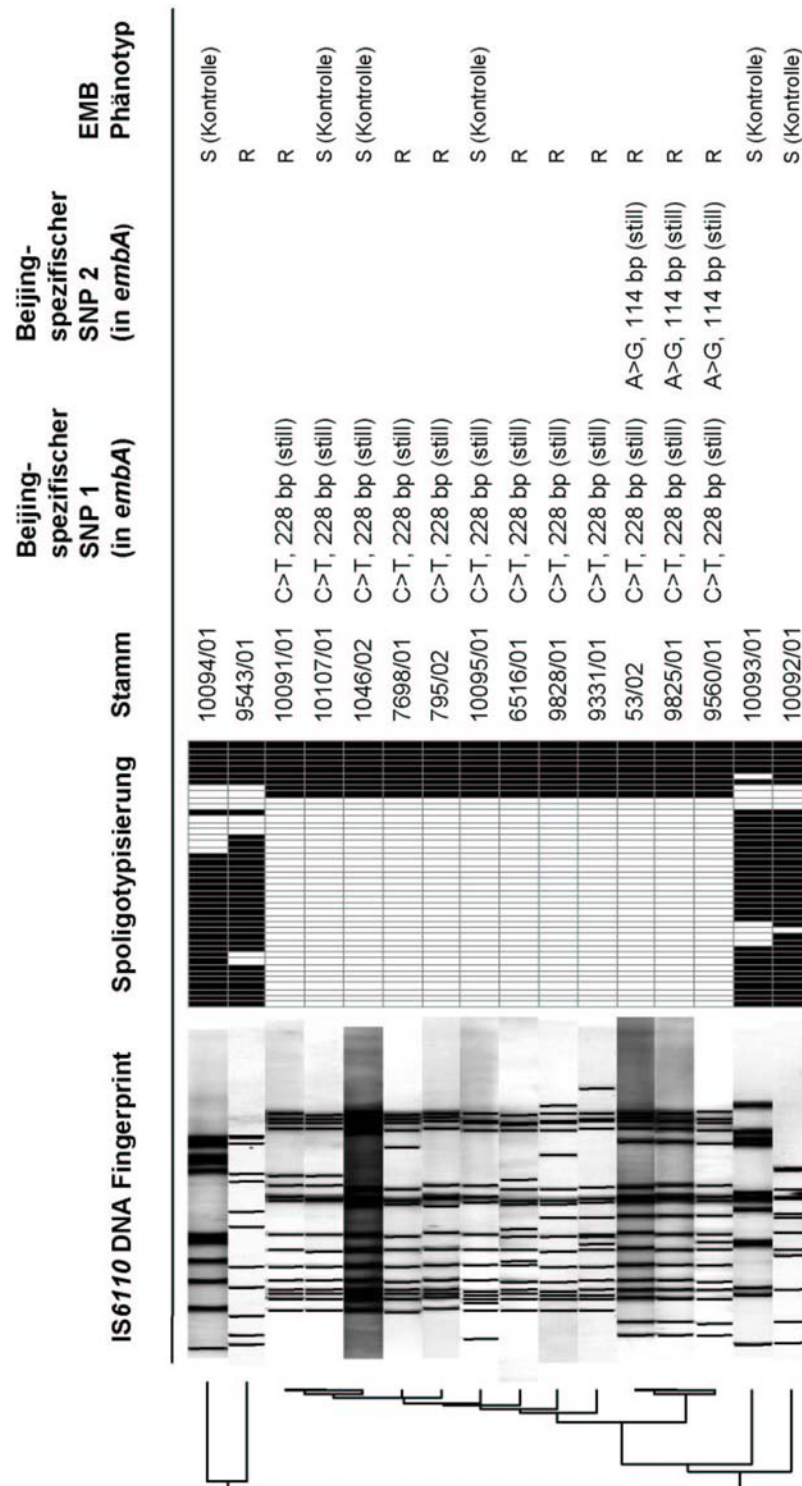 IS6110 DNA Fingerprint
Spoligotypisierung
Stamm
Beijing-
spezifischer
SNP 1
(in embA)
Beijing-
spezifischer
SNP 2
(in embA)
EMB
Phänotyp
10094/01 S (Kontrolle)
9543/01 R
10091/01 C>T, 228 bp (still) R
10107/01 C>T, 228 bp (still) S (Kontrolle)
1046/02 C>T, 228 bp (still) S (Kontrolle)
7698/01 C>T, 228 bp (still) R
795/02 C>T, 228 bp (still) R
10095/01 C>T, 228 bp (still) S (Kontrolle)
6516/01 C>T, 228 bp (still) R
9828/01 C>T, 228 bp (still) R
9331/01 C>T, 228 bp (still) R
53/02 C>T, 228 bp (still) A>G, 114 bp (still) R
9825/01 C>T, 228 bp (still) A>G, 114 bp (still) R
9560/01 C>T, 228 bp (still) A>G, 114 bp (still) R
10093/01 S (Kontrolle)
10092/01 S (Kontrolle)